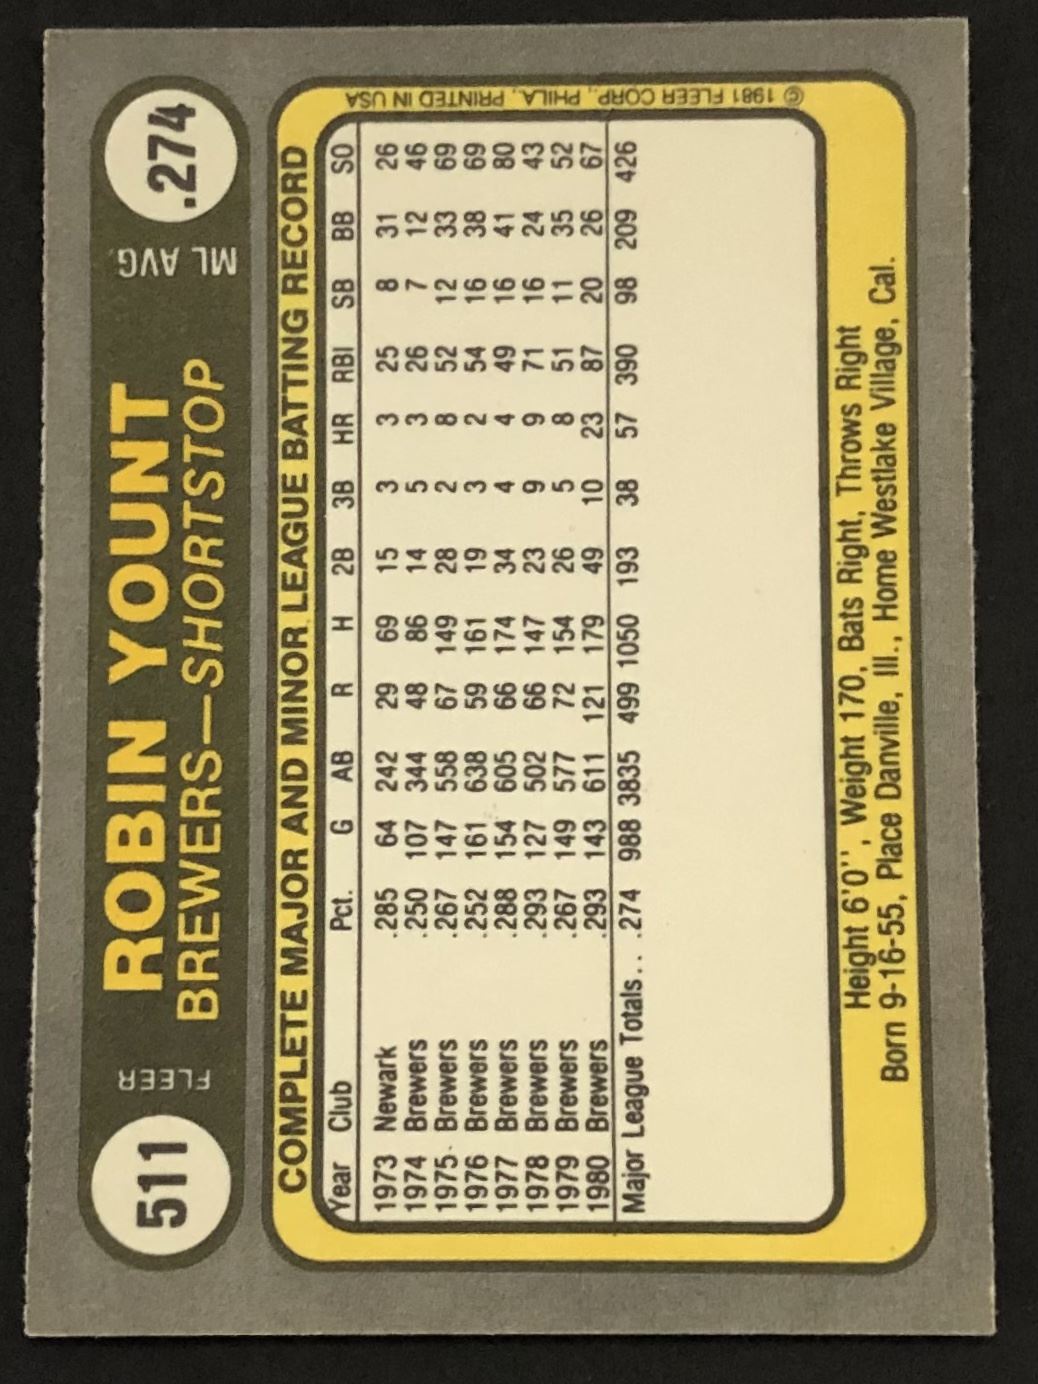 511
FLEER
ROBIN YOUNT
BREWERS—SHORTSTOP
ML AVG.
.274
COMPLETE MAJOR AND MINOR LEAGUE BATTING RECORD
Year Club Pct. G AB R H 2B 3B HR RBI SB BB SO
1973 Newark .285 64 242 29 69 15 3 3 25 8 31 26
1974 Brewers .250 107 344 48 86 14 5 3 26 7 12 46
1975 Brewers .267 147 558 67 149 28 2 8 52 12 33 69
1976 Brewers .252 161 638 59 161 19 3 2 54 16 38 69
1977 Brewers .288 154 605 66 174 34 4 4 49 16 41 80
1978 Brewers .293 127 502 66 147 23 9 9 71 16 24 43
1979 Brewers .267 149 577 72 154 26 5 8 51 11 35 52
1980 Brewers .293 143 611 121 179 49 10 23 87 20 26 67
Major League Totals. . .274 988 3835 499 1050 193 38 57 390 98 209 426
Height 6'0'', Weight 170, Bats Right, Throws Right
Born 9-16-55, Place Danville, Ill., Home Westlake Village, Cal.
© 1981 FLEER CORP., PHILA., PRINTED IN USA